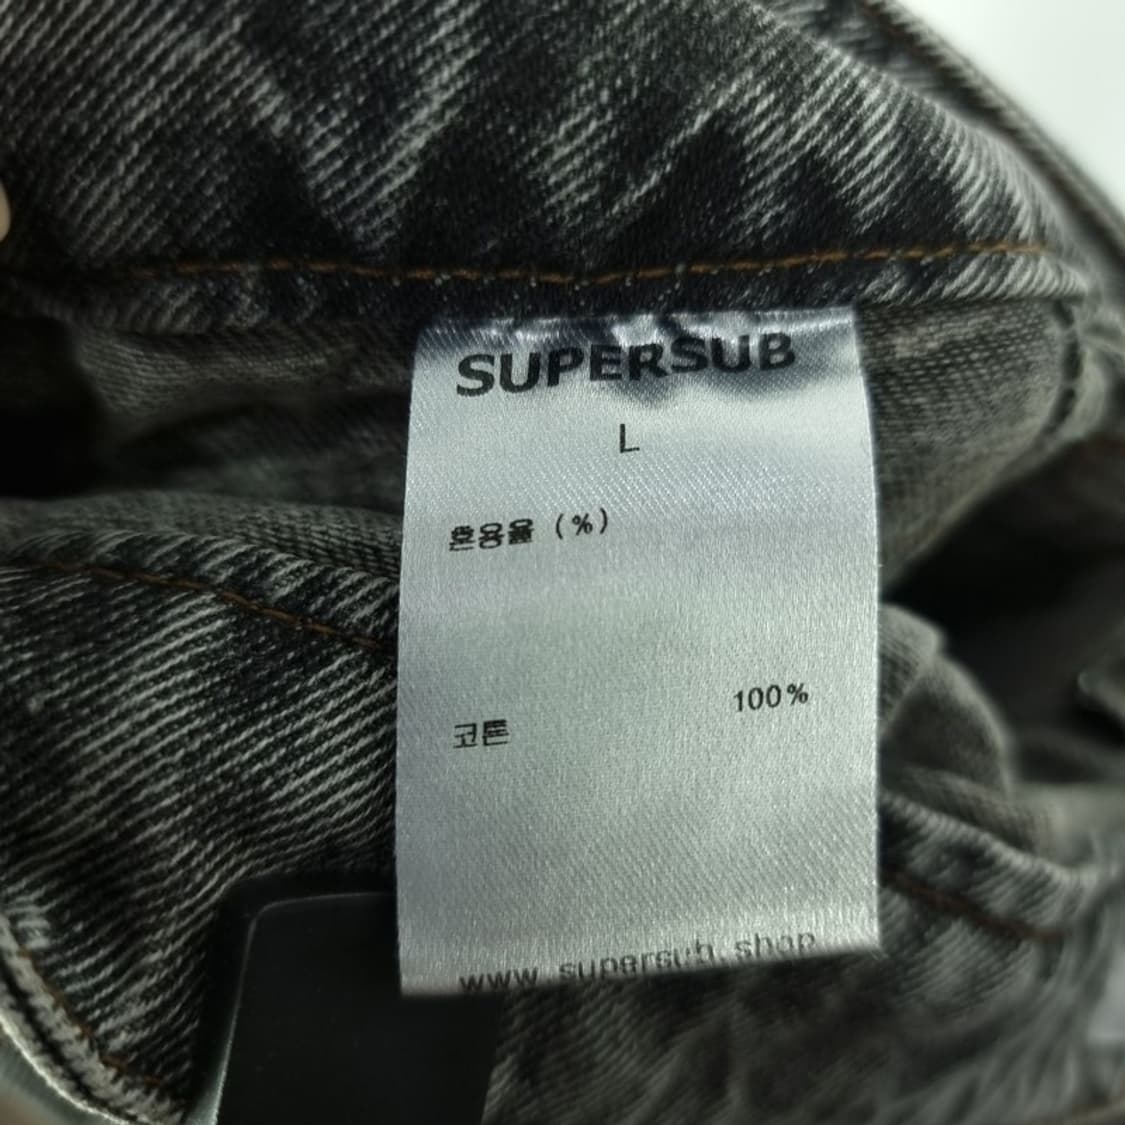 SUPERSUB
L
혼용율 (%)
코튼 100%
www.supersub.shop